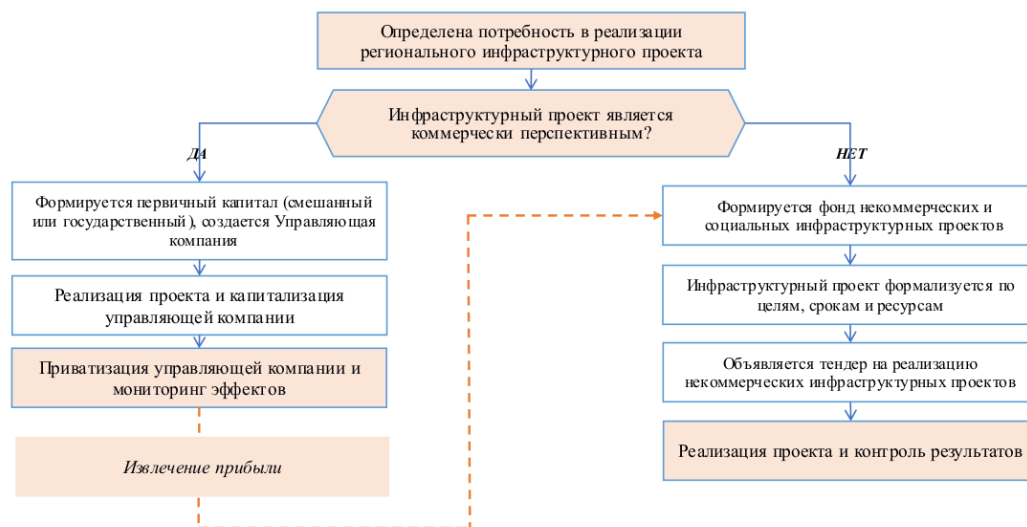 Определена потребность в реализации
регионального инфраструктурного проекта
Инфраструктурный проект является
коммерчески перспективным?
ДА
НЕТ
Формируется первичный капитал (смешанный
или государственный), создается Управляющая
компания
Реализация проекта и капитализация
управляющей компании
Приватизация управляющей компании и
мониторинг эффектов
Извлечение прибыли
Формируется фонд некоммерческих и
социальных инфраструктурных проектов
Инфраструктурный проект формализуется по
целям, срокам и ресурсам
Объявляется тендер на реализацию
некоммерческих инфраструктурных проектов
Реализация проекта и контроль результатов